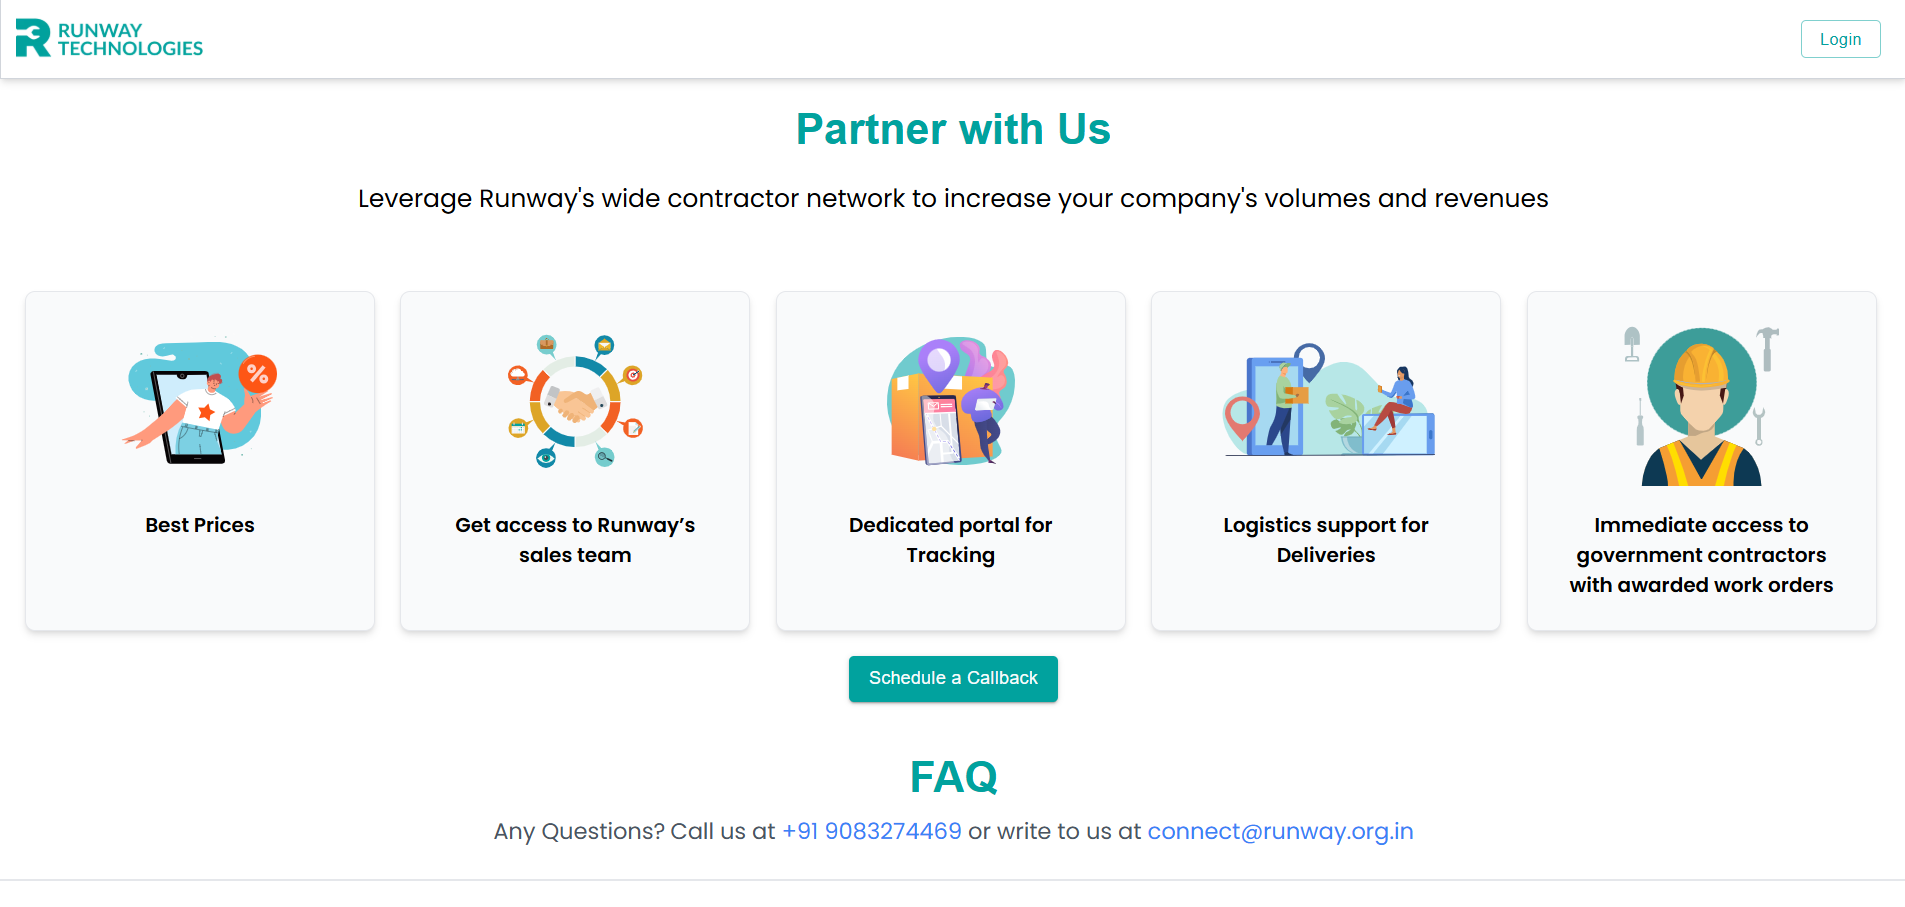 RUNWAY
TECHNOLOGIES
Login
Partner with Us
Leverage Runway's wide contractor network to increase your company's volumes and revenues
%
Best Prices
Get access to Runway’s
sales team
Dedicated portal for
Tracking
Logistics support for
Deliveries
Immediate access to
government contractors
with awarded work orders
Schedule a Callback
FAQ
Any Questions? Call us at +91 9083274469 or write to us at connect@runway.org.in